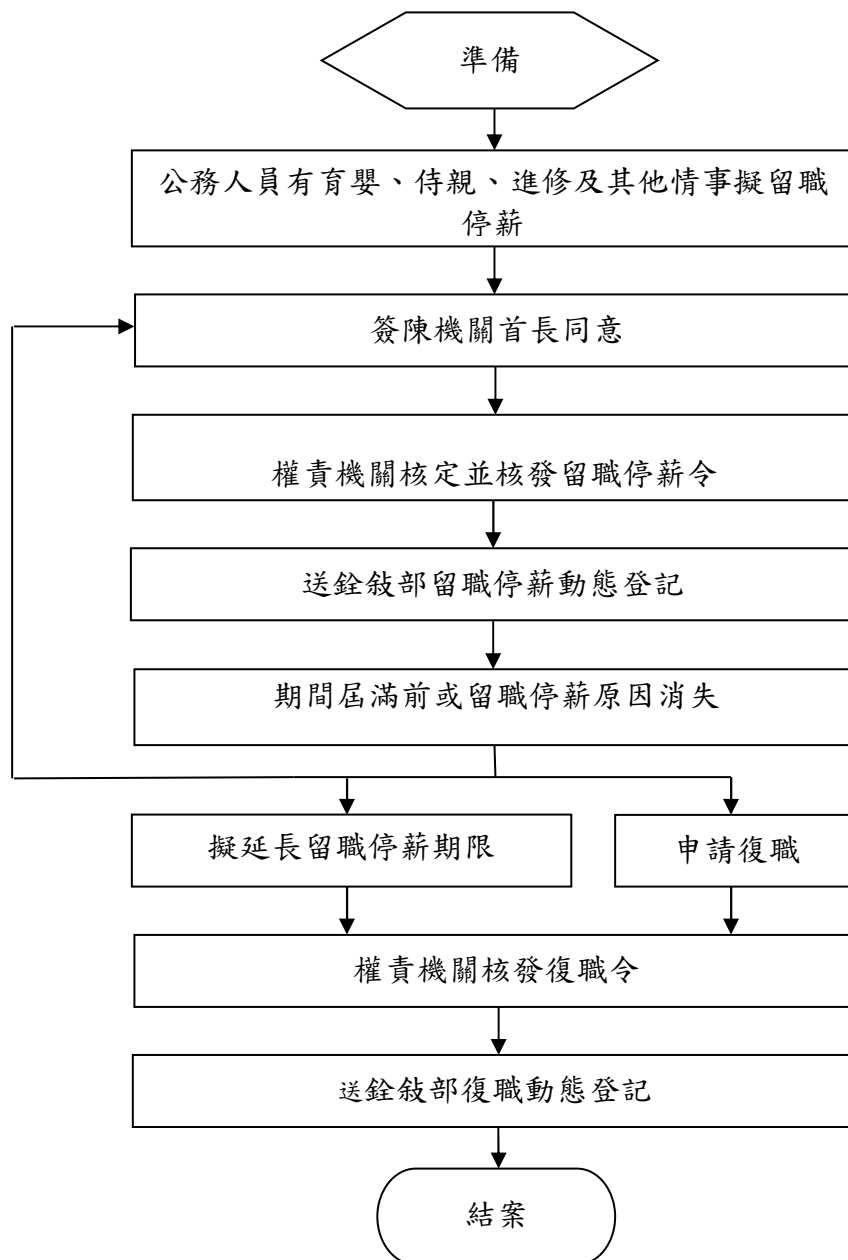 準備
公務人員有育嬰、侍親、進修及其他情事擬留職
停薪
簽陳機關首長同意
權責機關核定並核發留職停薪令
送銓敍部留職停薪動態登記
期間屆滿前或留職停薪原因消失
擬延長留職停薪期限
申請復職
權責機關核發復職令
送銓敍部復職動態登記
結案